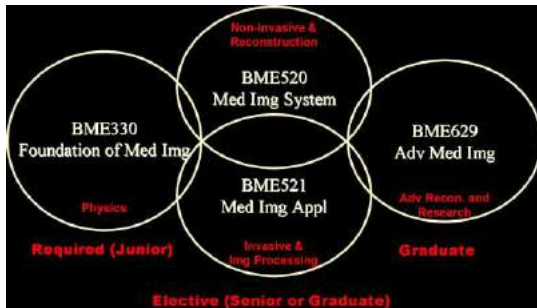 Non-invasive &
Reconstruction
BME520
Med Img System
BME330
Foundation of Med Img
BME629
Adv Med Img
BME521
Med Img Appl
Physics
Adv Recon. and
Research
Required (Junior)
Invasive &
Img Processing
Graduate
Elective (Senior or Graduate)